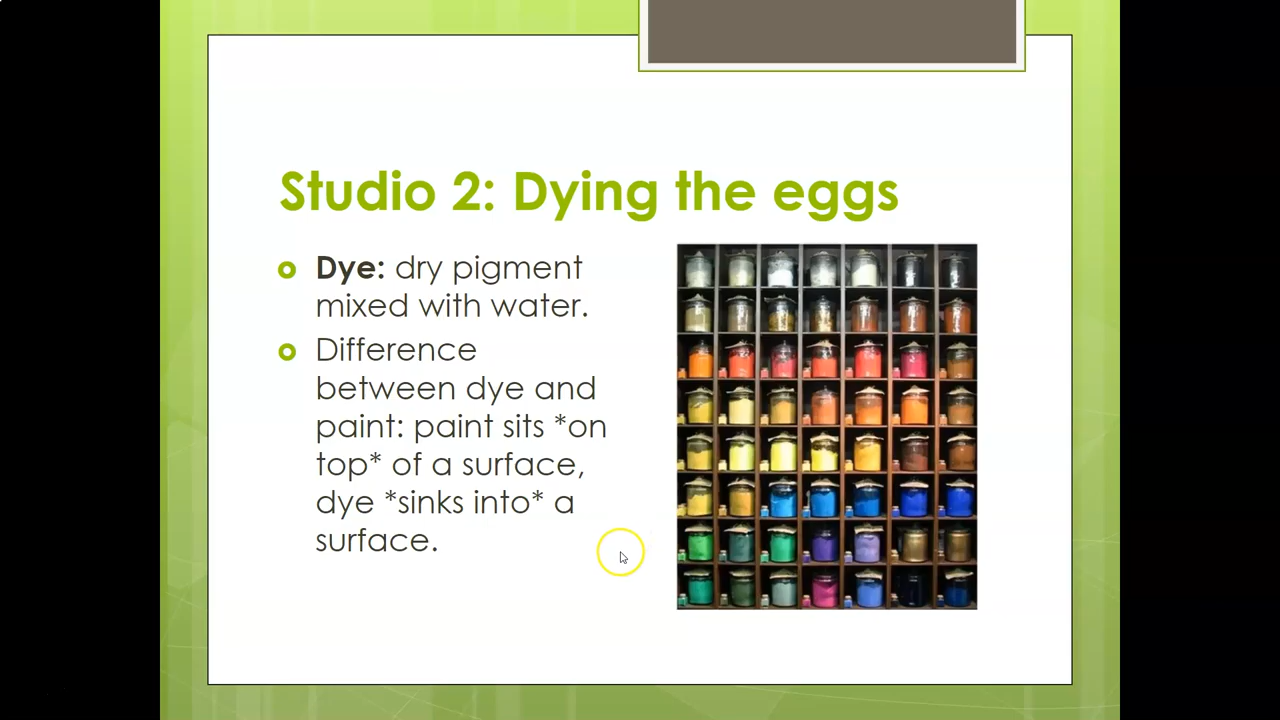 Studio 2: Dying the eggs
Dye: dry pigment
mixed with water.
Difference
between dye and
paint: paint sits *on
top* of a surface,
dye *sinks into* a
surface.